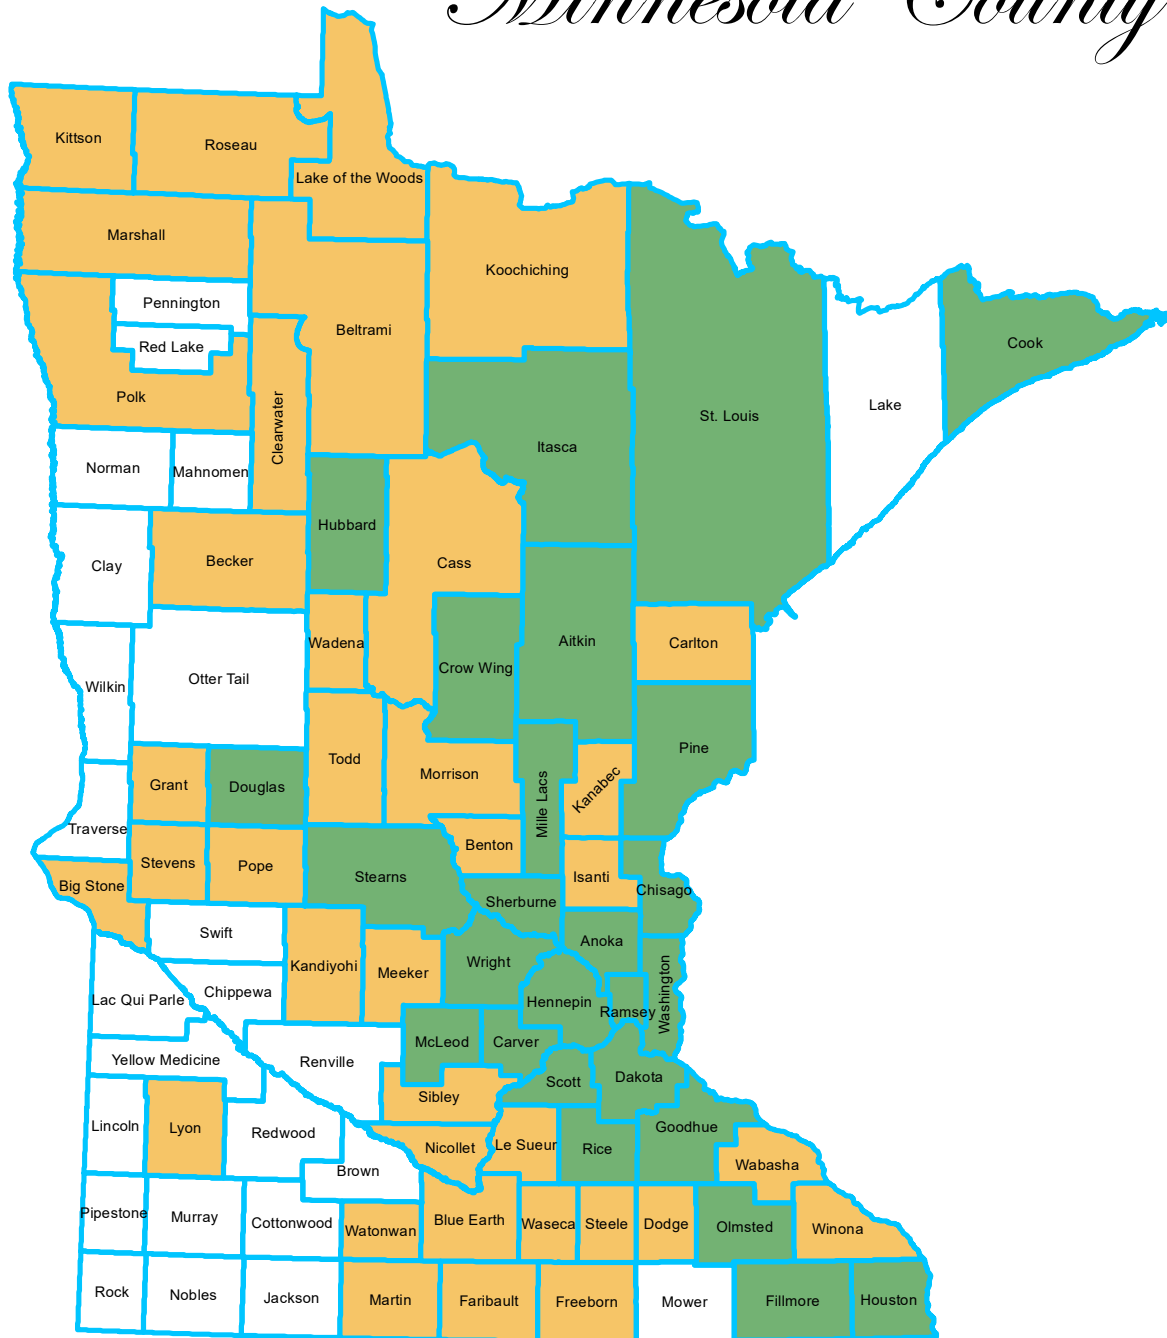 Minnesota County
Kittson
Roseau
Lake of the Woods
Marshall
Koochiching
Pennington
Beltrami
Red Lake
Cook
Polk
Lake
St. Louis
Clearwater
Itasca
Norman
Mahnomen
Hubbard
Becker
Cass
Clay
Aitkin
Wadena
Carlton
Crow Wing
Otter Tail
Wilkin
Pine
Todd
Morrison
Grant
Douglas
Kanabec
Mille Lacs
Traverse
Benton
Stevens
Pope
Stearns
Isanti
Big Stone
Chisago
Sherburne
Swift
Anoka
Wright
Kandiyohi
Meeker
Chippewa
Washington
Lac Qui Parle
Hennepin
Ramsey
McLeod
Carver
Yellow Medicine
Renville
Dakota
Scott
Sibley
Lincoln
Lyon
Goodhue
Redwood
Le Sueur
Nicollet
Rice
Wabasha
Brown
Pipestone
Murray
Cottonwood
Blue Earth
Waseca
Steele
Dodge
Olmsted
Winona
Watonwan
Rock
Nobles
Jackson
Martin
Faribault
Freeborn
Mower
Fillmore
Houston